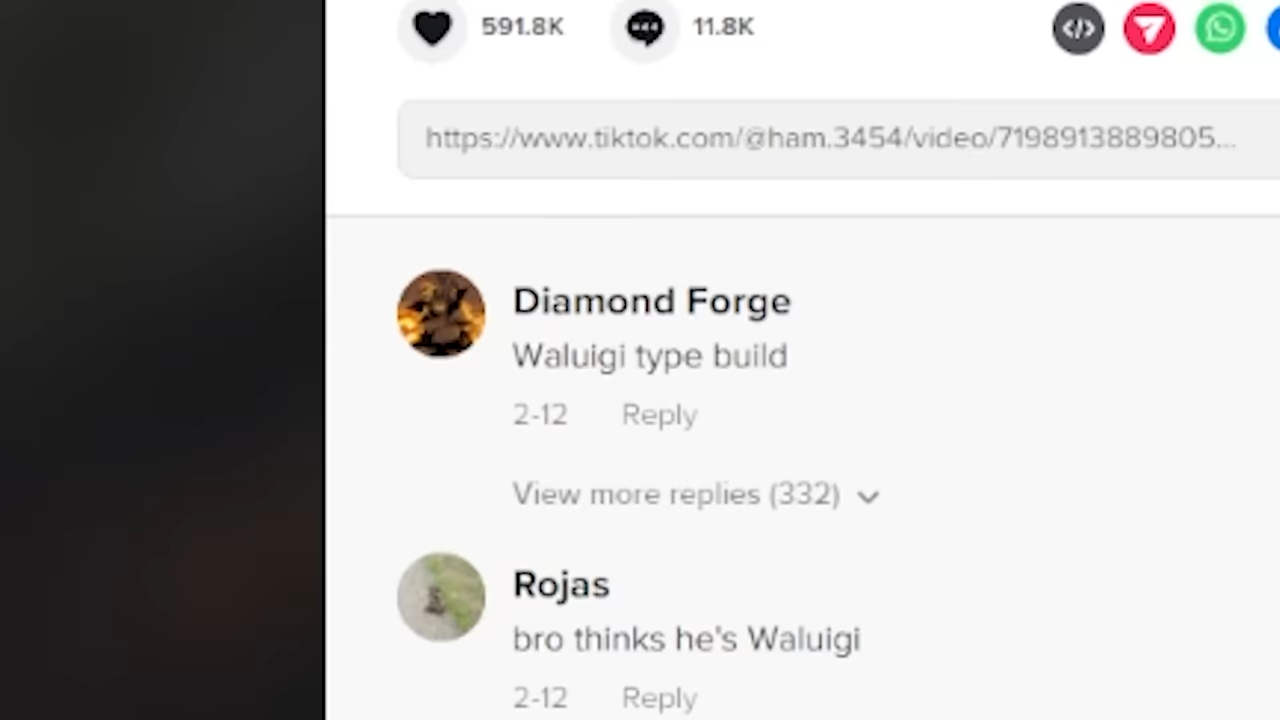 591.8K 11.8K
https://www.tiktok.com/@ham.3454/video/7198913889805...
Diamond Forge
Waluigi type build
2-12 Reply
View more replies (332)
Rojas
bro thinks he's Waluigi
2-12 Reply